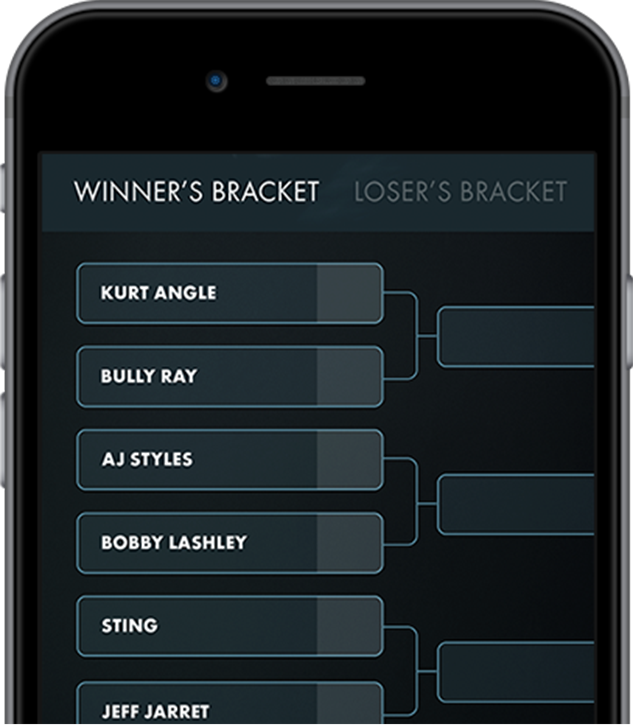 WINNER'S BRACKET LOSER'S BRACKET
KURT ANGLE
BULLY RAY
AJ STYLES
BOBBY LASHLEY
STING
JEFF JARRET